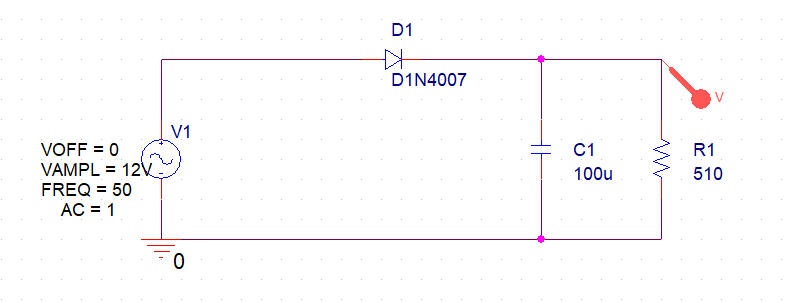 D1
D1N4007
V
V1
VOFF = 0
VAMPL = 12V
FREQ = 50
AC = 1
C1
100u
R1
510
0